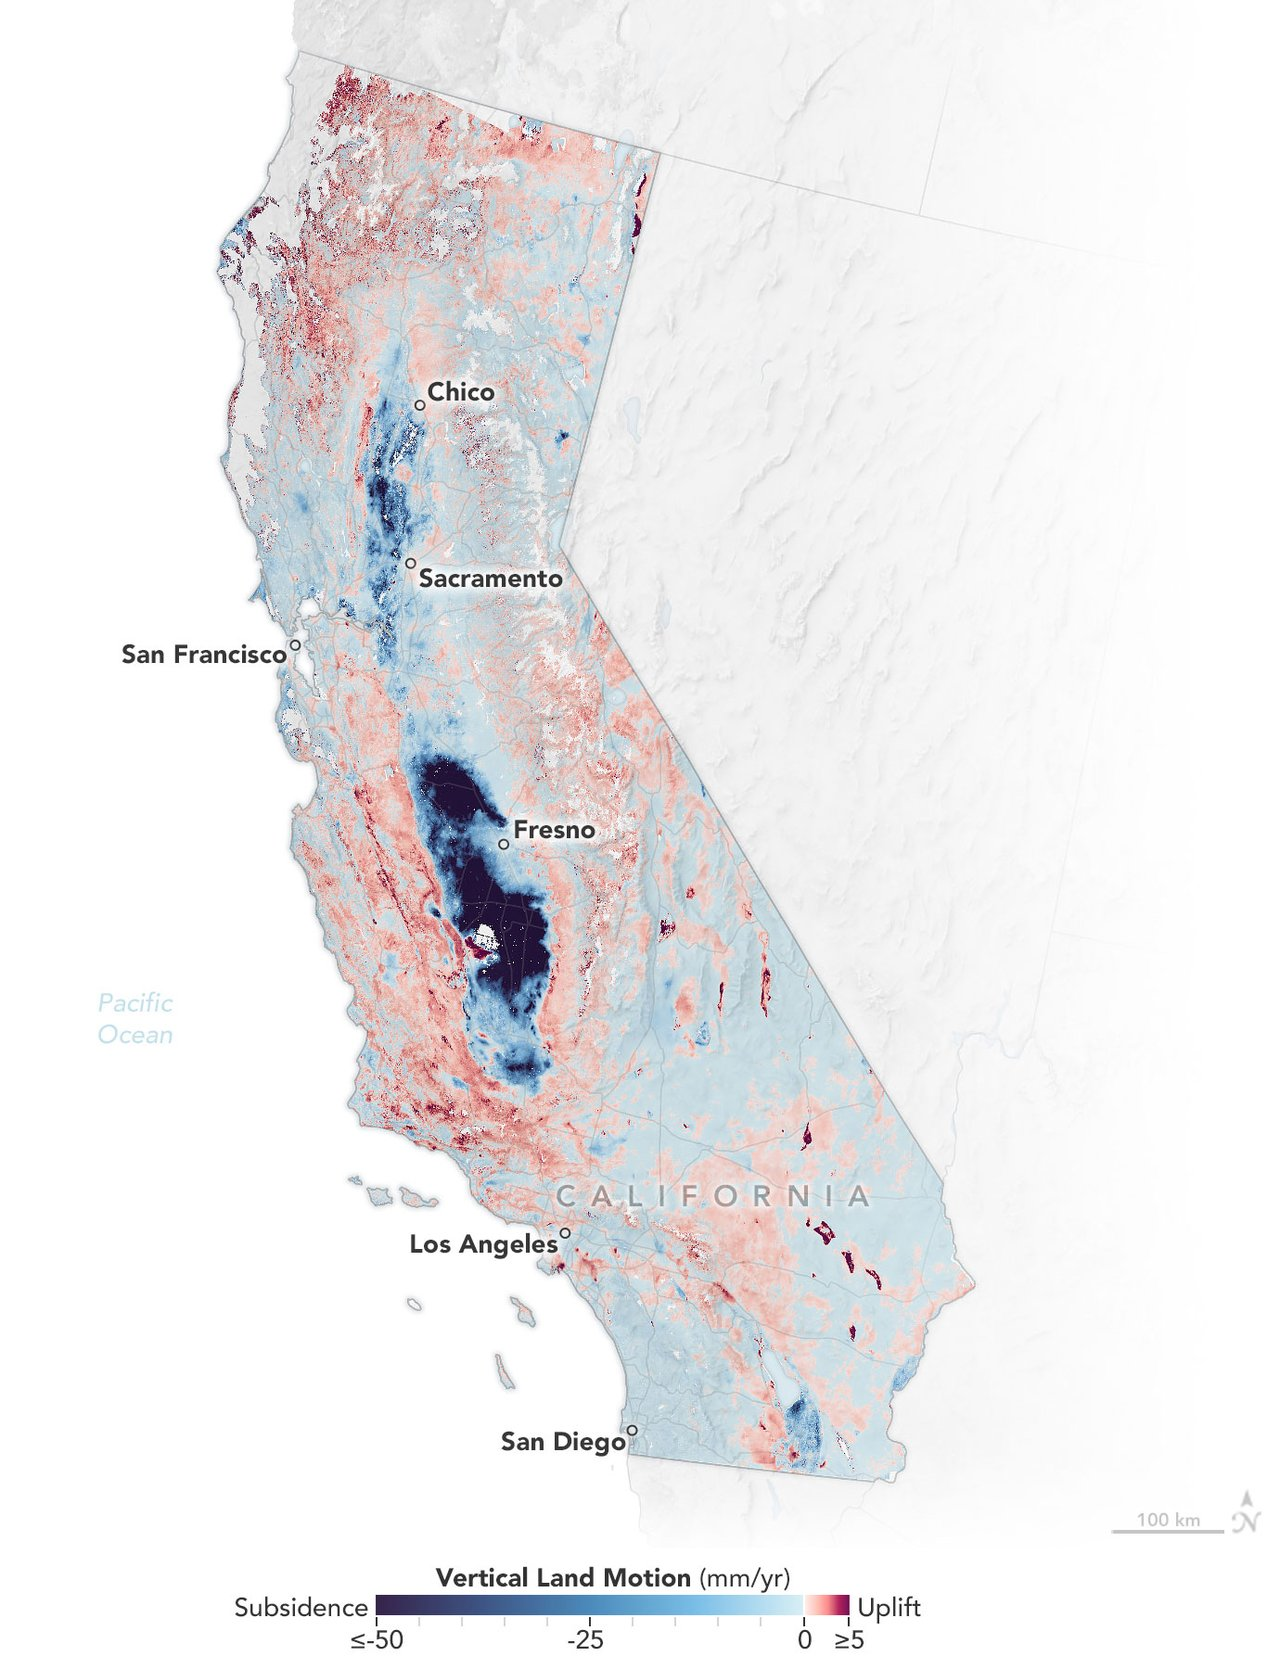 Chico
Sacramento
San Francisco
Fresno
Pacific
Ocean
CALIFORNIA
Los Angeles
San Diego
100 km
N
Vertical Land Motion (mm/yr)
Subsidence
Uplift
≤-50
-25
0
≥5